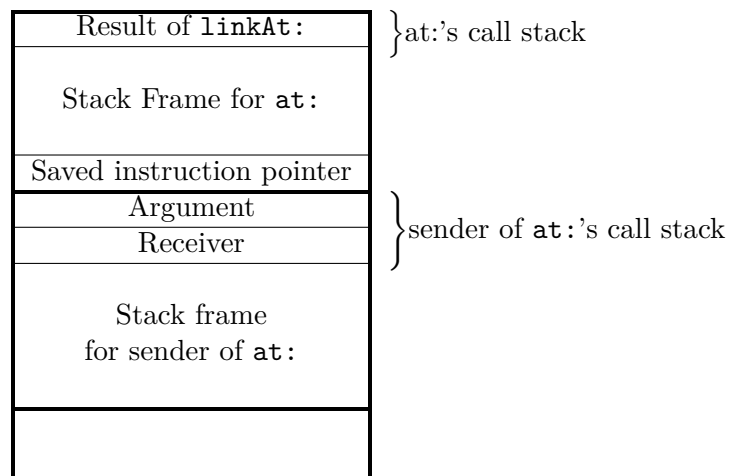 Result of linkAt:
at:’s call stack
Stack Frame for at:
Saved instruction pointer
Argument
Receiver
sender of at:’s call stack
Stack frame
for sender of at: